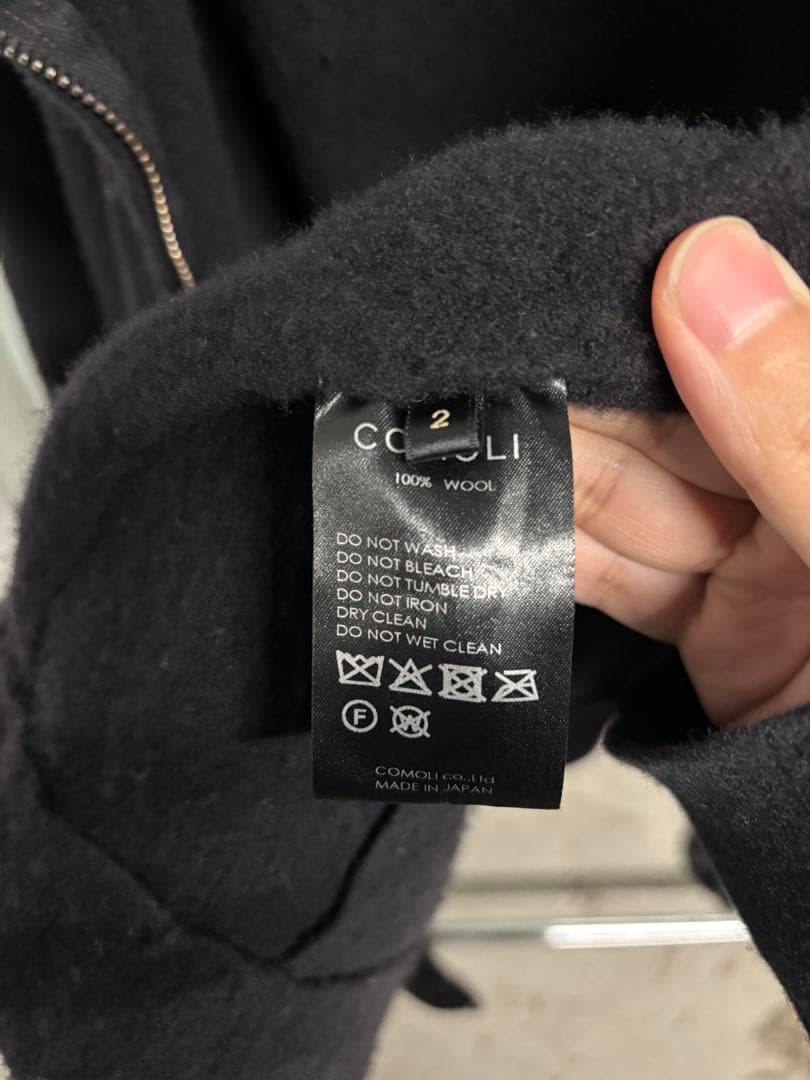 2
COMOLI
100% WOOL
DO NOT WASH
DO NOT BLEACH
DO NOT TUMBLE DRY
DO NOT IRON
DRY CLEAN
DO NOT WET CLEAN
F W
COMOLI co.,Ltd
MADE IN JAPAN